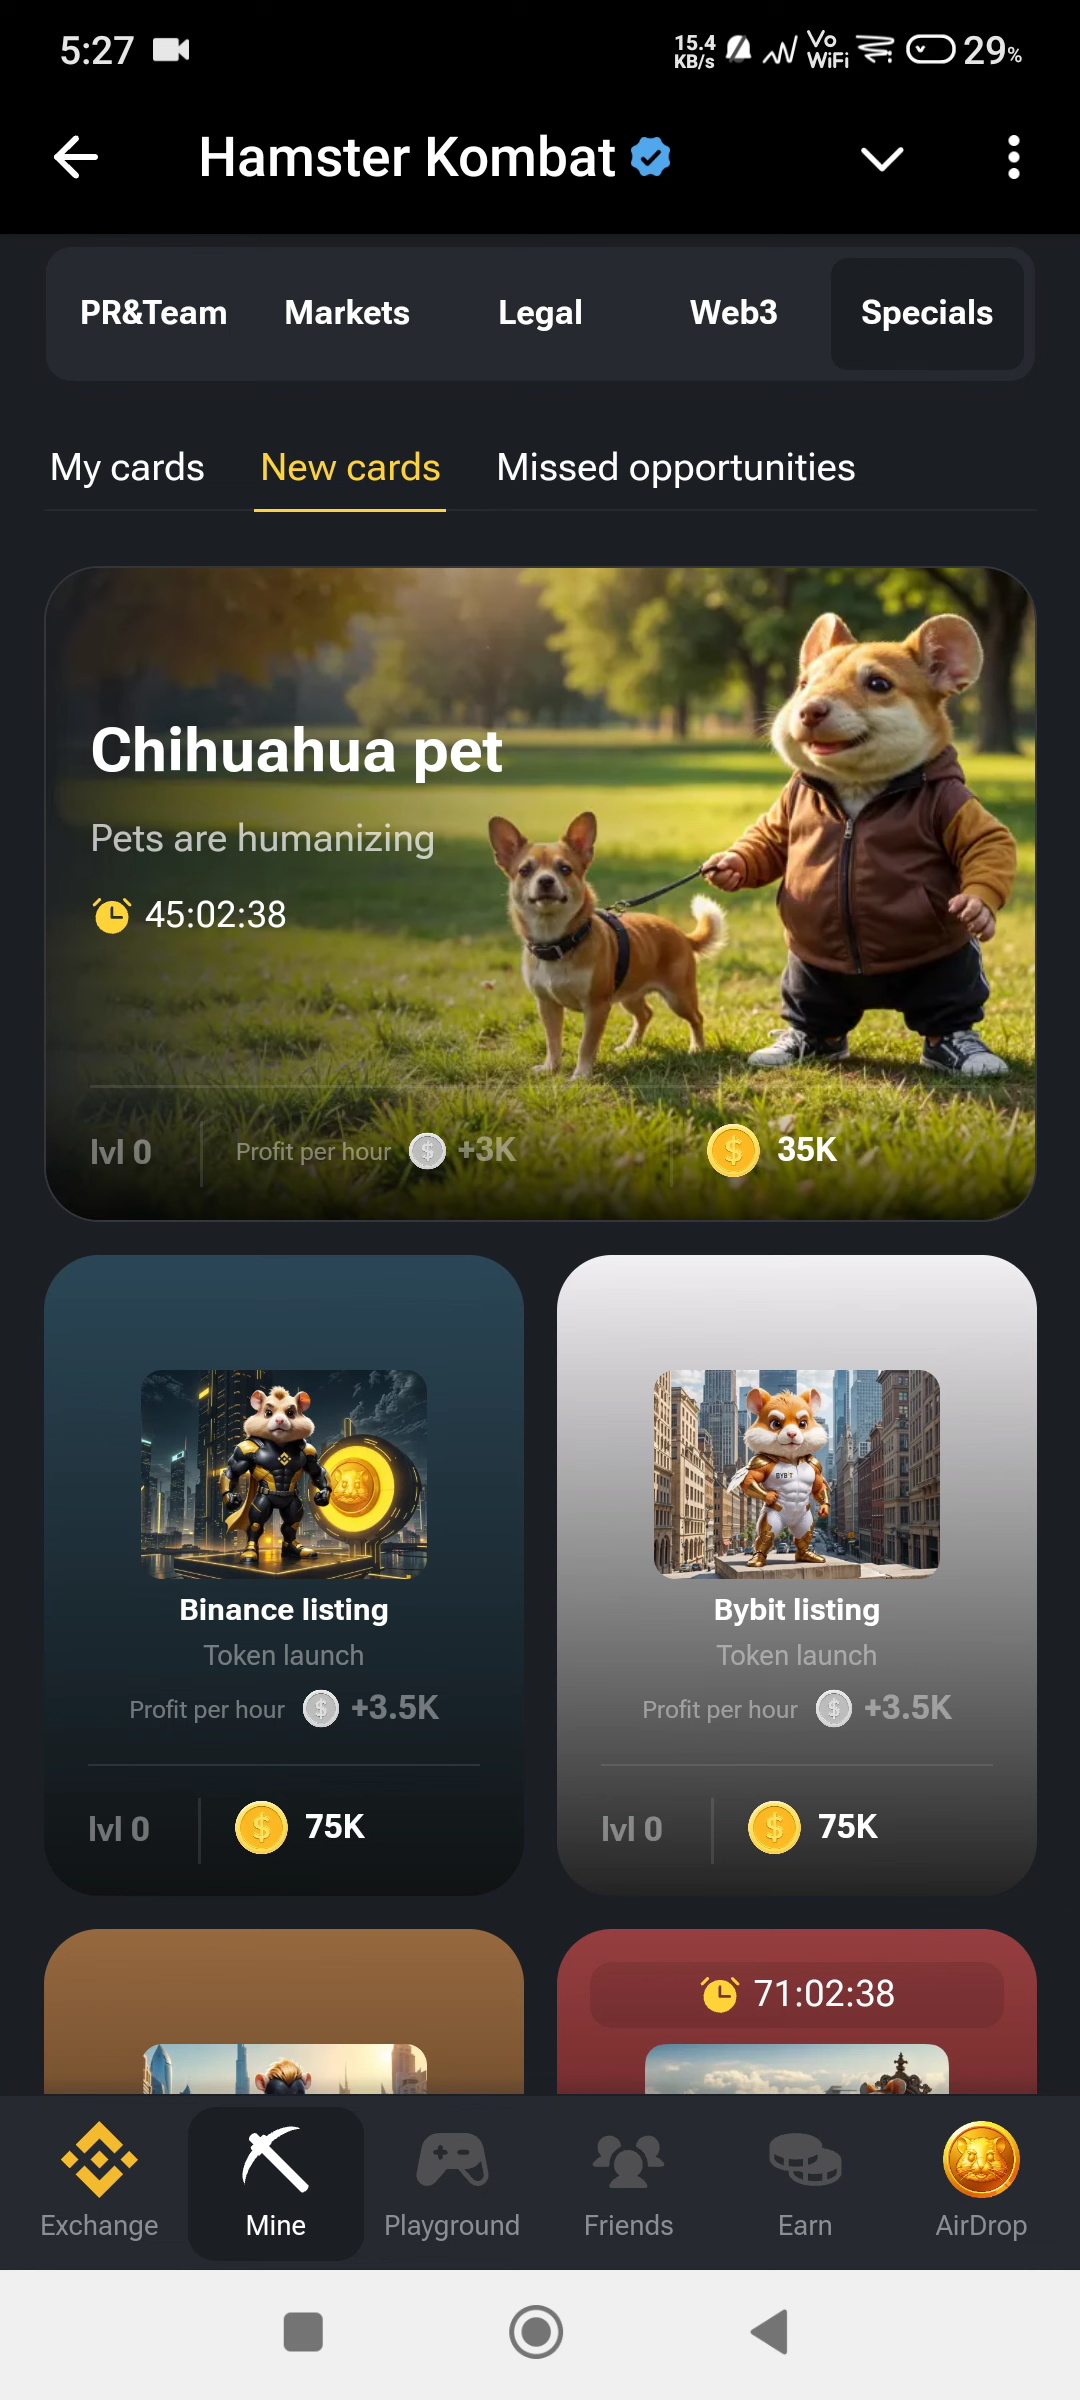 5:27
15.4 KB/s
Vo WiFi
29%
Hamster Kombat
PR&Team Markets Legal Web3 Specials
My cards New cards Missed opportunities
Chihuahua pet
Pets are humanizing
45:02:38
lvl 0 Profit per hour +3K 35K
Binance listing
Token launch
Profit per hour +3.5K
lvl 0 75K
BYBIT
Bybit listing
Token launch
Profit per hour +3.5K
lvl 0 75K
71:02:38
Exchange Mine Playground Friends Earn AirDrop